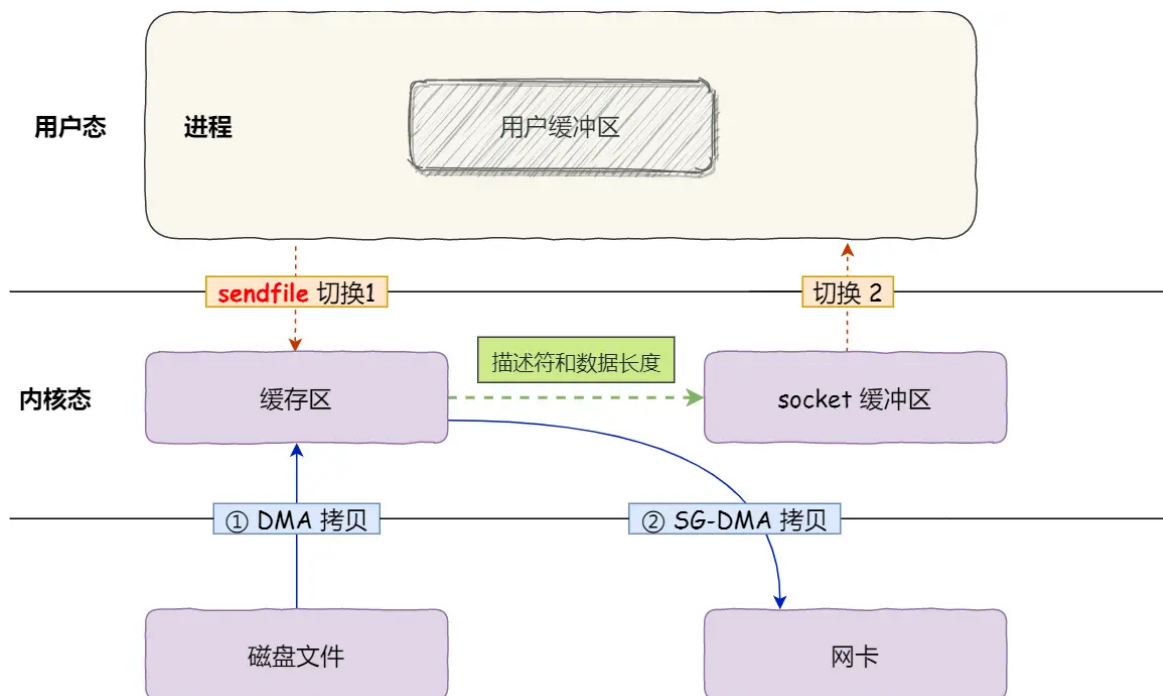 用户态
进程
用户缓冲区
sendfile 切换1
切换 2
描述符和数据长度
内核态
缓存区
socket 缓冲区
① DMA 拷贝
② SG-DMA 拷贝
磁盘文件
网卡